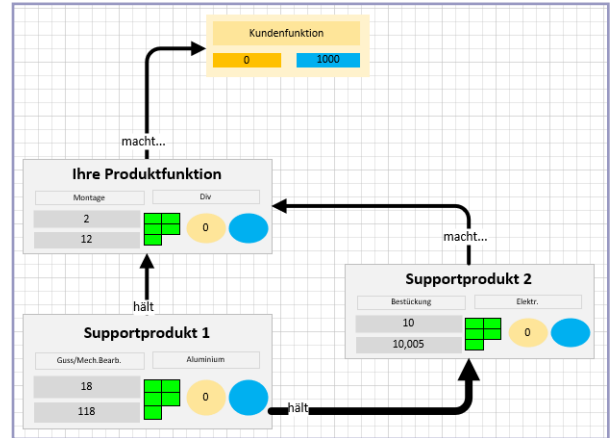 Kundenfunktion
0 1000
macht...
Ihre Produktfunktion
Montage Div
2
0
12
macht...
hält
Supportprodukt 2
Bestückung Elektr.
10
0
10,005
Supportprodukt 1
Guss/Mech.Bearb. Aluminium
18
0
118
hält